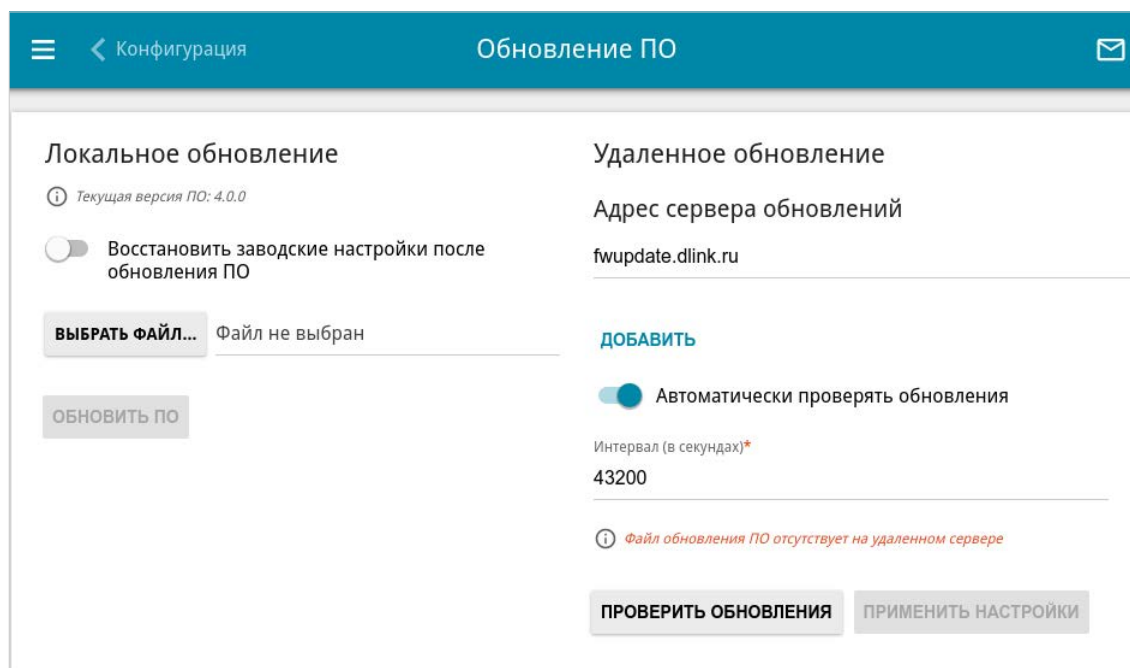 Конфигурация
Обновление ПО
Локальное обновление
Текущая версия ПО: 4.0.0
Восстановить заводские настройки после
обновления ПО
ВЫБРАТЬ ФАЙЛ...
Файл не выбран
ОБНОВИТЬ ПО
Удаленное обновление
Адрес сервера обновлений
fwupdate.dlink.ru
ДОБАВИТЬ
Автоматически проверять обновления
Интервал (в секундах)*
43200
Файл обновления ПО отсутствует на удаленном сервере
ПРОВЕРИТЬ ОБНОВЛЕНИЯ
ПРИМЕНИТЬ НАСТРОЙКИ